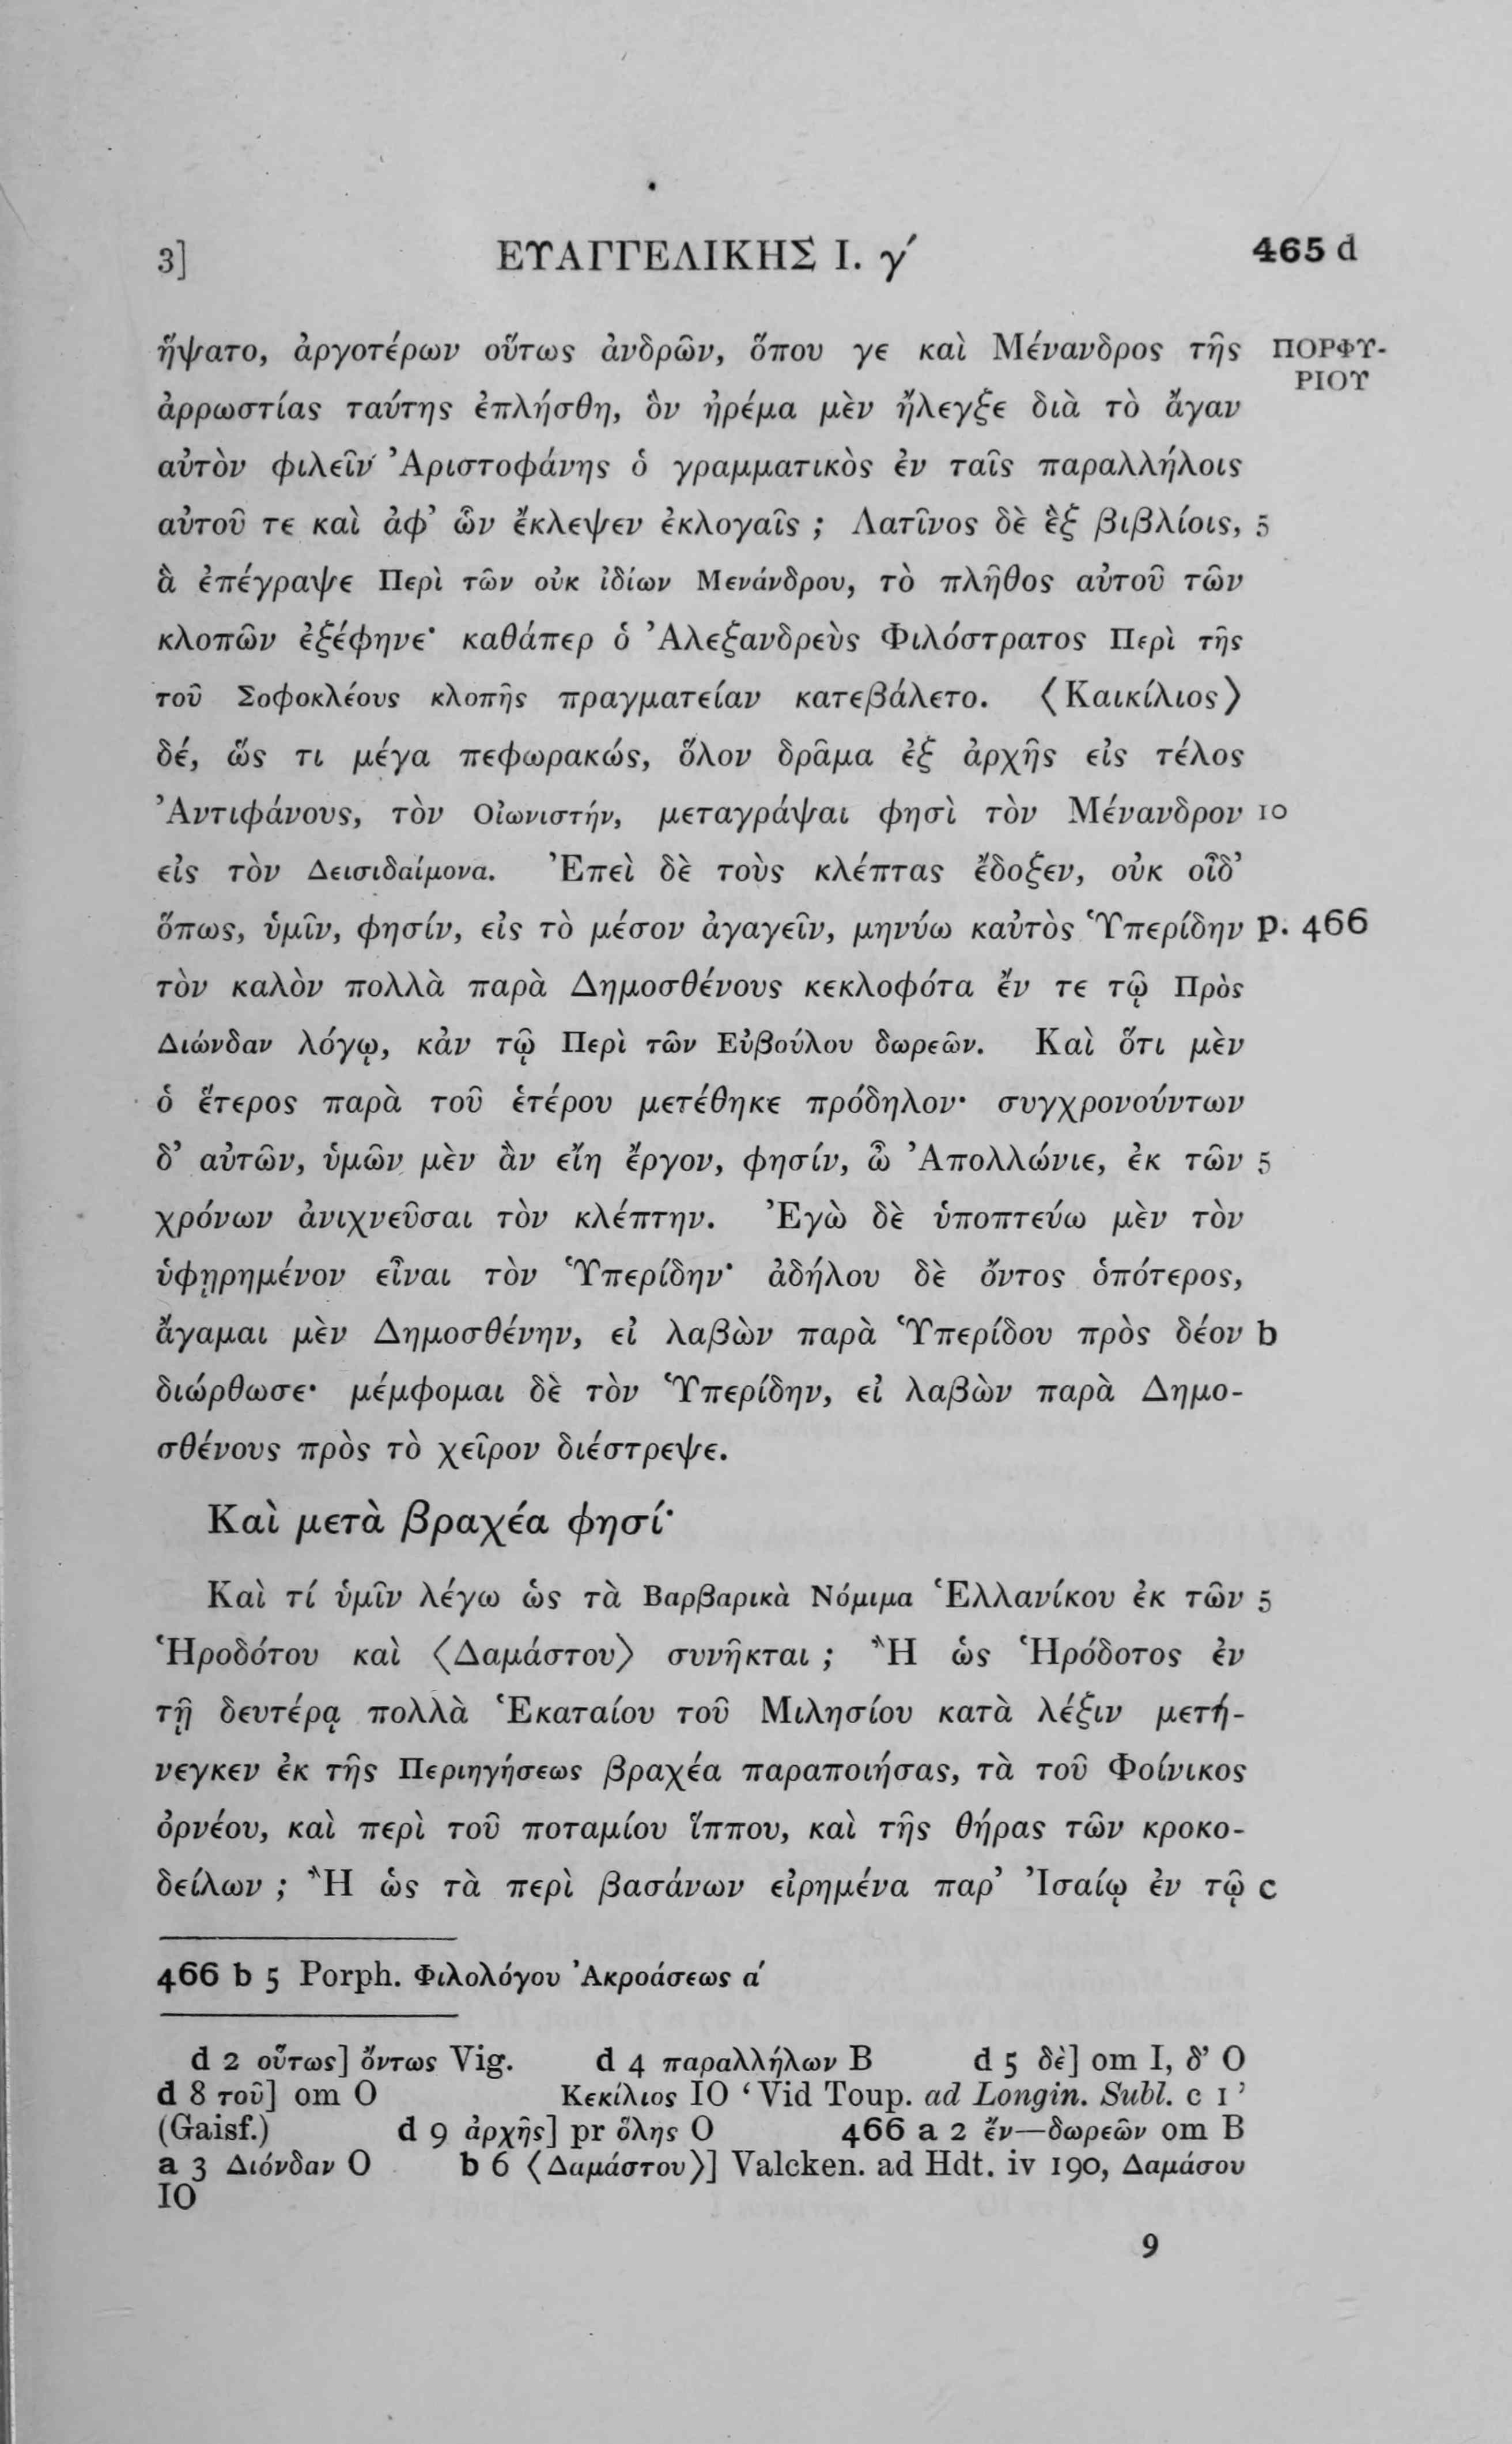 3] ΕΥΑΓΓΕΛΙΚΗΣ Ι. γ´ 465 d
ἥψατο, ἀργοτέρων οὕτως ἀνδρῶν, ὅπου γε καὶ Μένανδρος τῆς ΠΟΡΦΥ-
ΡΙΟΥ
ἀρρωστίας ταύτης ἐπλήσθη, ὃν ἠρέμα μὲν ἤλεγξε διὰ τὸ ἄγαν
αὐτὸν φιλεῖν Ἀριστοφάνης ὁ γραμματικὸς ἐν ταῖς παραλλήλοις
αὐτοῦ τε καὶ ἀφ’ ὧν ἔκλεψεν ἐκλογαῖς ; Λατῖνος δὲ ἓξ βιβλίοις, 5
ἃ ἐπέγραψε Περὶ τῶν οὐκ ἰδίων Μενάνδρου, τὸ πλῆθος αὐτοῦ τῶν
κλοπῶν ἐξέφηνε· καθάπερ ὁ Ἀλεξανδρεὺς Φιλόστρατος Περὶ τῆς
τοῦ Σοφοκλέους κλοπῆς πραγματείαν κατεβάλετο. ⟨Καικίλιος⟩
δέ, ὥς τι μέγα πεφωρακώς, ὅλον δρᾶμα ἐξ ἀρχῆς εἰς τέλος
Ἀντιφάνους, τὸν Οἰωνιστήν, μεταγράψαι φησὶ τὸν Μένανδρον 10
εἰς τὸν Δεισιδαίμονα. Ἐπεὶ δὲ τοὺς κλέπτας ἔδοξεν, οὐκ οἶδ’
ὅπως, ὑμῖν, φησίν, εἰς τὸ μέσον ἀγαγεῖν, μηνύω καὐτὸς Ὑπερίδην p. 466
τὸν καλὸν πολλὰ παρὰ Δημοσθένους κεκλοφότα ἔν τε τῷ Πρὸς
Διώνδαν λόγῳ, κἀν τῷ Περὶ τῶν Εὐβούλου δωρεῶν. Καὶ ὅτι μὲν
ὁ ἕτερος παρὰ τοῦ ἑτέρου μετέθηκε πρόδηλον· συγχρονούντων
δ’ αὐτῶν, ὑμῶν μὲν ἂν εἴη ἔργον, φησίν, ὦ Ἀπολλώνιε, ἐκ τῶν 5
χρόνων ἀνιχνεῦσαι τὸν κλέπτην. Ἐγὼ δὲ ὑποπτεύω μὲν τὸν
ὑφῃρημένον εἶναι τὸν Ὑπερίδην· ἀδήλου δὲ ὄντος ὁπότερος,
ἄγαμαι μὲν Δημοσθένην, εἰ λαβὼν παρὰ Ὑπερίδου πρὸς δέον b
διώρθωσε· μέμφομαι δὲ τὸν Ὑπερίδην, εἰ λαβὼν παρὰ Δημο-
σθένους πρὸς τὸ χεῖρον διέστρεψε.
Καὶ μετὰ βραχέα φησί·
Καὶ τί ὑμῖν λέγω ὡς τὰ Βαρβαρικὰ Νόμιμα Ἑλλανίκου ἐκ τῶν 5
Ἡροδότου καὶ ⟨Δαμάστου⟩ συνῆκται ; Ἢ ὡς Ἡρόδοτος ἐν
τῇ δευτέρᾳ πολλὰ Ἑκαταίου τοῦ Μιλησίου κατὰ λέξιν μετή-
νεγκεν ἐκ τῆς Περιηγήσεως βραχέα παραποιήσας, τὰ τοῦ Φοίνικος
ὀρνέου, καὶ περὶ τοῦ ποταμίου ἵππου, καὶ τῆς θήρας τῶν κροκο-
δείλων ; Ἢ ὡς τὰ περὶ βασάνων εἰρημένα παρ’ Ἰσαίῳ ἐν τῷ c
466 b 5 Porph. Φιλολόγου Ἀκροάσεως α´
d 2 οὕτως] ὄντως Vig. d 4 παραλλήλων B d 5 δὲ] om I, δ’ O
d 8 τοῦ] om O Κεκίλιος IO ‘Vid Toup. ad Longin. Subl. c 1’
(Gaisf.) d 9 ἀρχῆς] pr ὅλης O 466 a 2 ἔν—δωρεῶν om B
a 3 Διόνδαν O b 6 ⟨Δαμάστου⟩] Valcken. ad Hdt. iv 190, Δαμάσου
IO
9